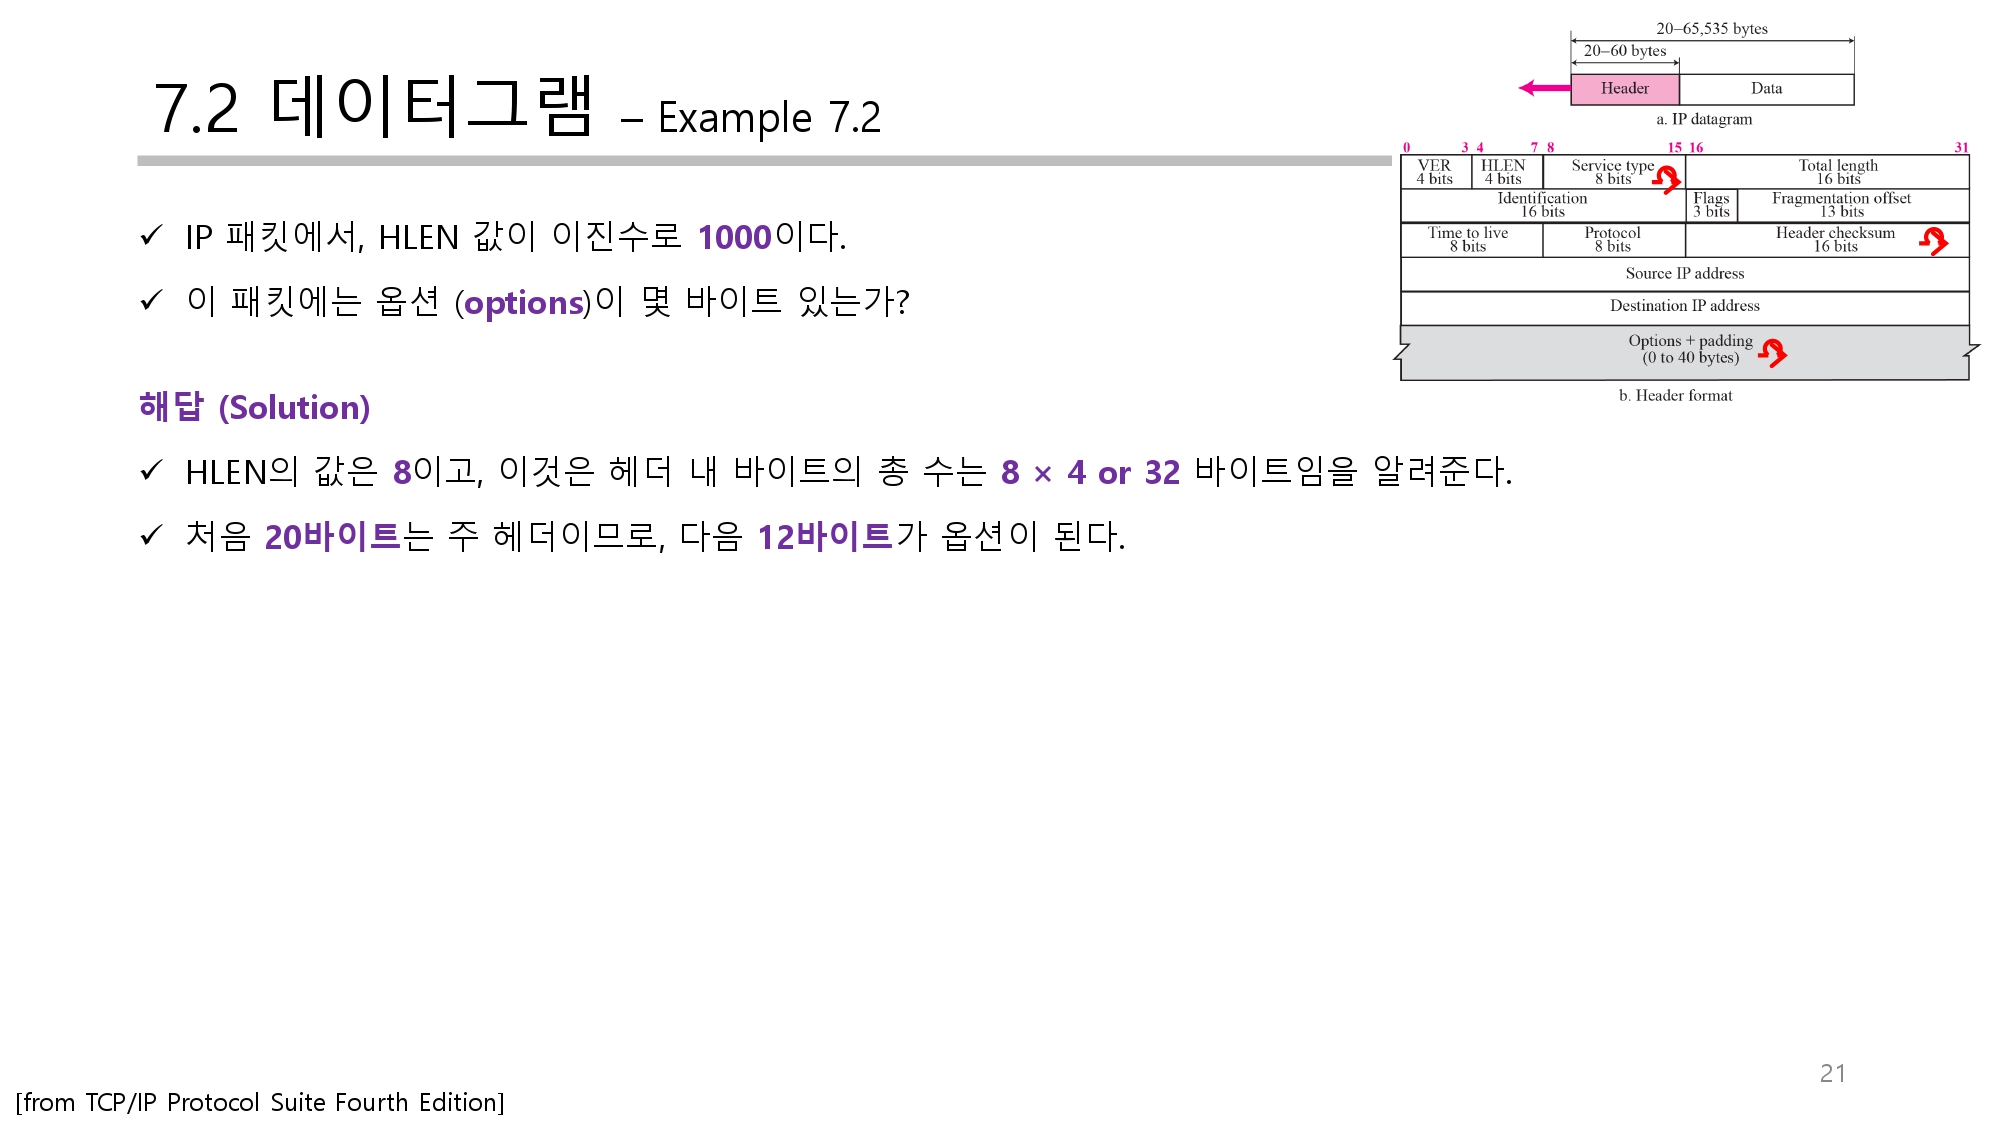 7.2 데이터그램 – Example 7.2
✓ IP 패킷에서, HLEN 값이 이진수로 1000이다.
✓ 이 패킷에는 옵션 (options)이 몇 바이트 있는가?
해답 (Solution)
✓ HLEN의 값은 8이고, 이것은 헤더 내 바이트의 총 수는 8 × 4 or 32 바이트임을 알려준다.
✓ 처음 20바이트는 주 헤더이므로, 다음 12바이트가 옵션이 된다.
20–65,535 bytes
20–60 bytes
Header Data
a. IP datagram
0 3 4 7 8 15 16 31
VER HLEN Service type Total length
4 bits 4 bits 8 bits 16 bits
Identification Flags Fragmentation offset
16 bits 3 bits 13 bits
Time to live Protocol Header checksum
8 bits 8 bits 16 bits
Source IP address
Destination IP address
Options + padding
(0 to 40 bytes)
b. Header format
21
[from TCP/IP Protocol Suite Fourth Edition]